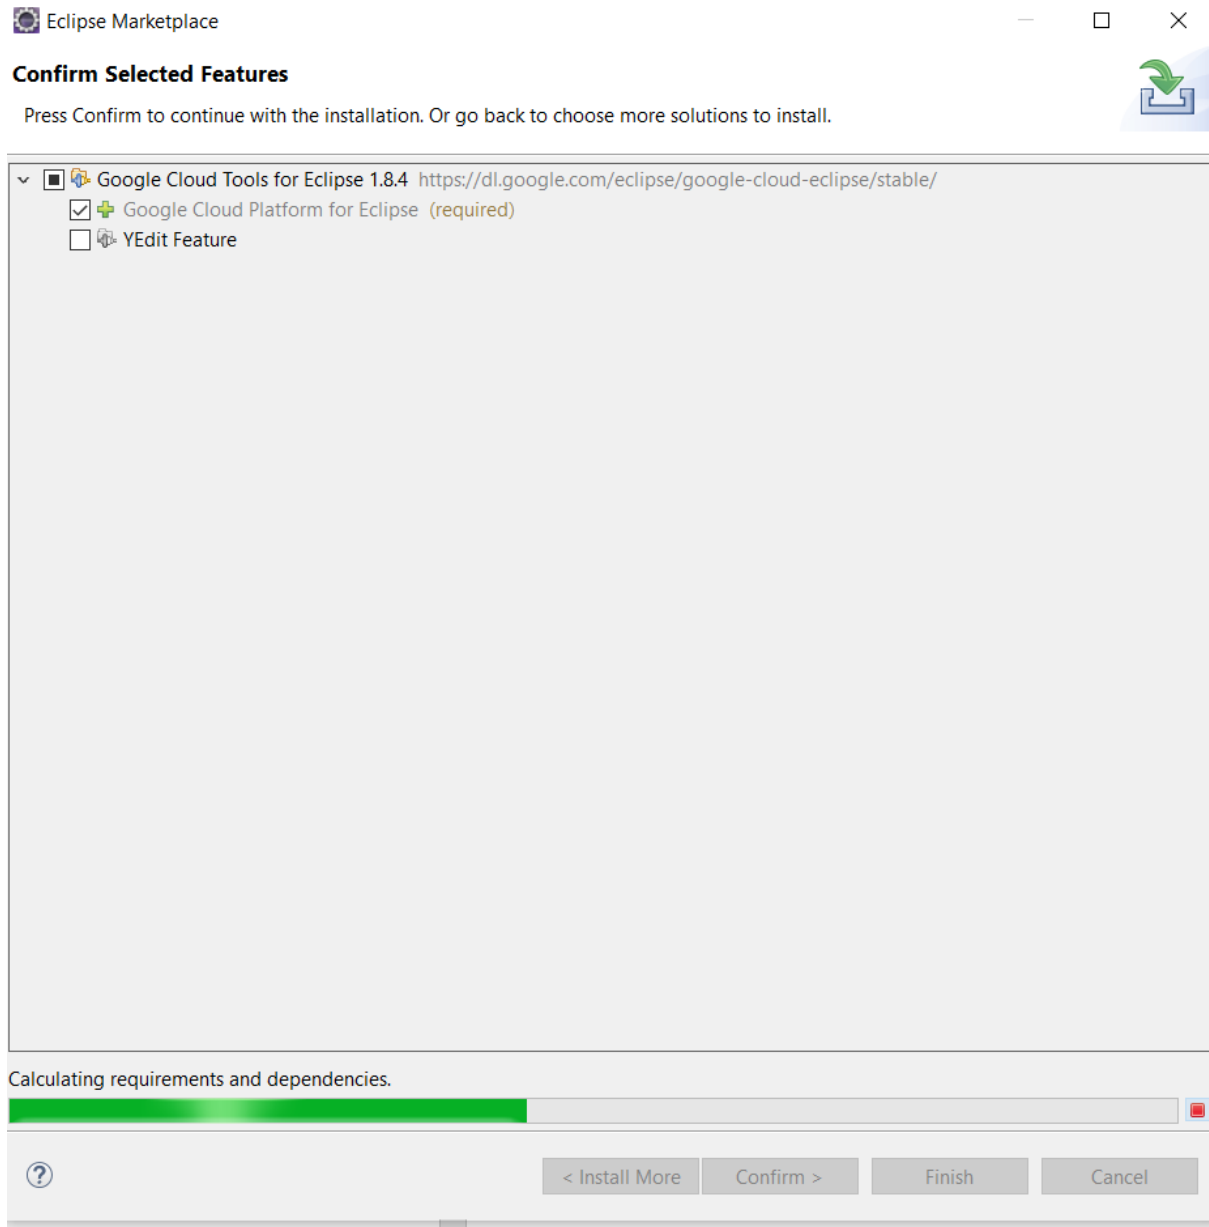 Eclipse Marketplace
Confirm Selected Features
Press Confirm to continue with the installation. Or go back to choose more solutions to install.
Google Cloud Tools for Eclipse 1.8.4 https://dl.google.com/eclipse/google-cloud-eclipse/stable/
Google Cloud Platform for Eclipse (required)
YEdit Feature
Calculating requirements and dependencies.
?
< Install More Confirm > Finish Cancel